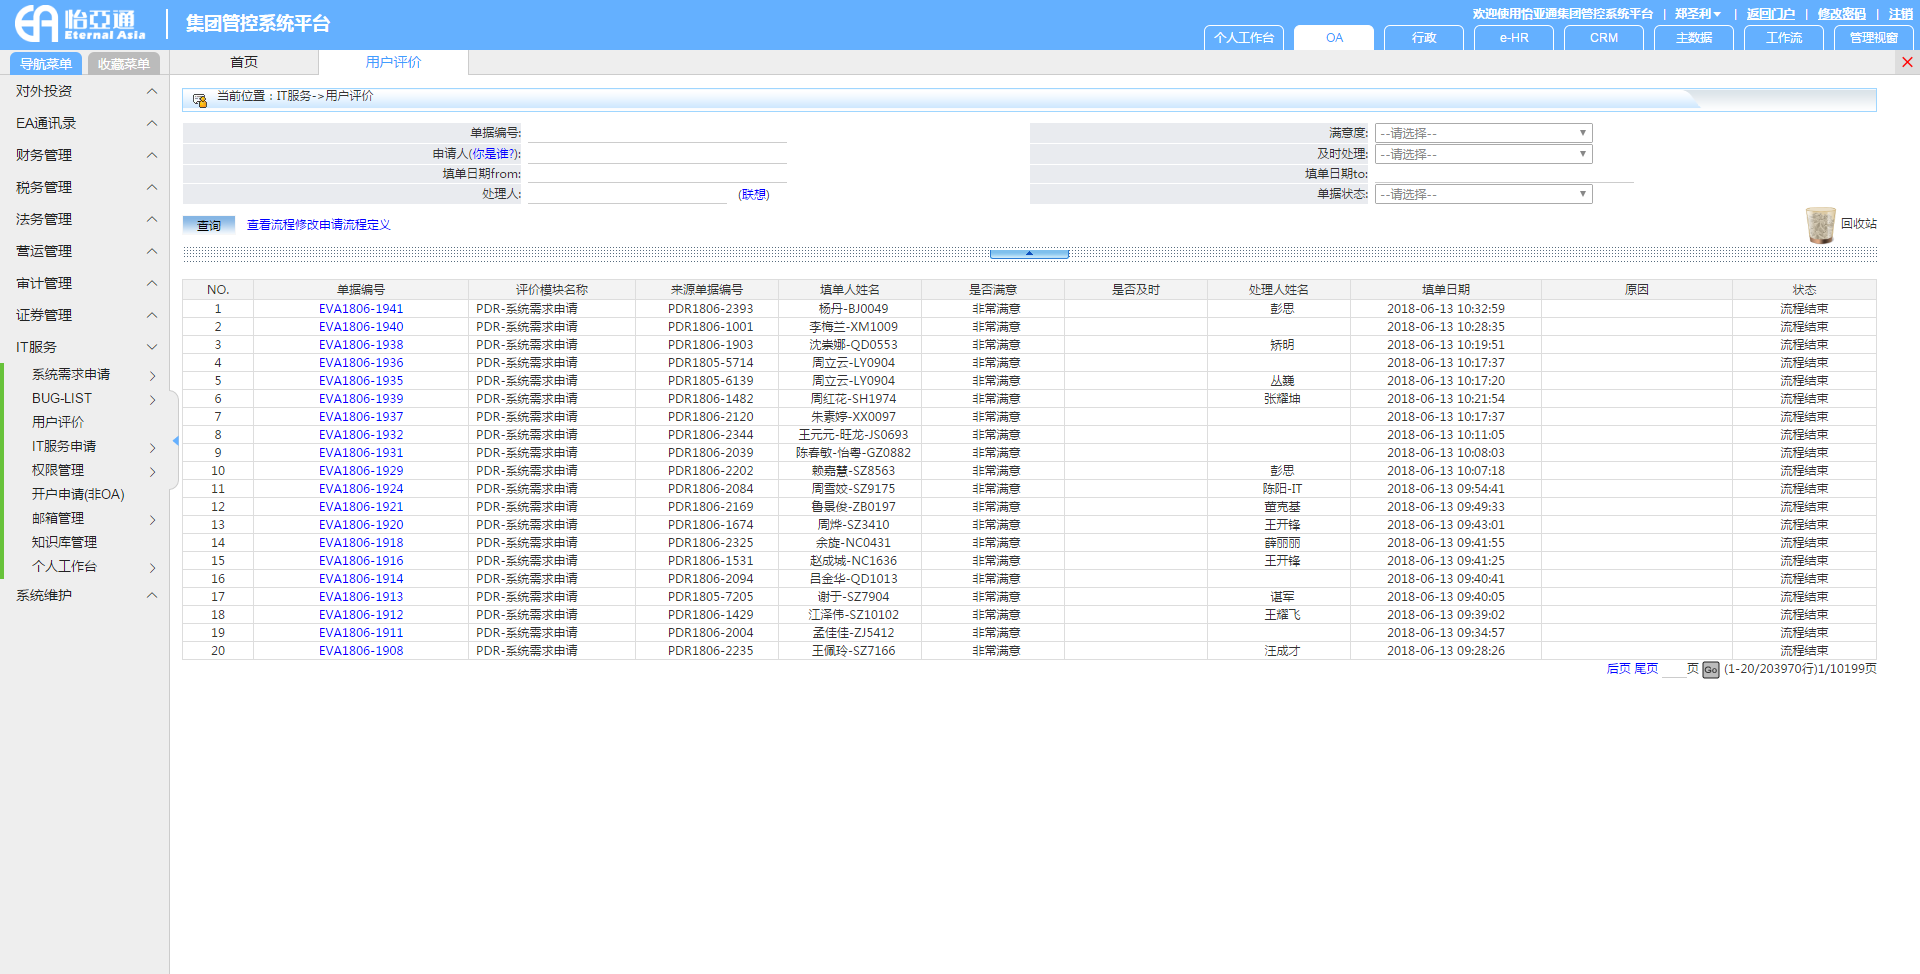 怡亞通
Eternal Asia
集团管控系统平台
欢迎使用怡亚通集团管控系统平台 | 郑圣利 | 返回门户 | 修改密码 | 注销
个人工作台 OA 行政 e-HR CRM 主数据 工作流 管理视窗
导航菜单 收藏菜单 首页 用户评价
对外投资
EA通讯录
财务管理
税务管理
法务管理
营运管理
审计管理
证券管理
IT服务
系统需求申请
BUG-LIST
用户评价
IT服务申请
权限管理
开户申请(非OA)
邮箱管理
知识库管理
个人工作台
系统维护
当前位置：IT服务->用户评价
单据编号: 满意度: --请选择--
申请人(你是谁?): 及时处理: --请选择--
填单日期from: 填单日期to:
处理人: (联想) 单据状态: --请选择--
查询 查看流程修改申请流程定义 回收站
NO. 单据编号 评价模块名称 来源单据编号 填单人姓名 是否满意 是否及时 处理人姓名 填单日期 原因 状态
1 EVA1806-1941 PDR-系统需求申请 PDR1806-2393 杨丹-BJ0049 非常满意 彭思 2018-06-13 10:32:59 流程结束
2 EVA1806-1940 PDR-系统需求申请 PDR1806-1001 李梅兰-XM1009 非常满意 2018-06-13 10:28:35 流程结束
3 EVA1806-1938 PDR-系统需求申请 PDR1806-1903 沈崇娜-QD0553 非常满意 矫明 2018-06-13 10:19:51 流程结束
4 EVA1806-1936 PDR-系统需求申请 PDR1805-5714 周立云-LY0904 非常满意 2018-06-13 10:17:37 流程结束
5 EVA1806-1935 PDR-系统需求申请 PDR1805-6139 周立云-LY0904 非常满意 丛巍 2018-06-13 10:17:20 流程结束
6 EVA1806-1939 PDR-系统需求申请 PDR1806-1482 周红花-SH1974 非常满意 张耀坤 2018-06-13 10:21:54 流程结束
7 EVA1806-1937 PDR-系统需求申请 PDR1806-2120 朱素婷-XX0097 非常满意 2018-06-13 10:17:37 流程结束
8 EVA1806-1932 PDR-系统需求申请 PDR1806-2344 王元元-旺龙-JS0693 非常满意 2018-06-13 10:11:05 流程结束
9 EVA1806-1931 PDR-系统需求申请 PDR1806-2039 陈春敏-怡粤-GZ0882 非常满意 2018-06-13 10:08:03 流程结束
10 EVA1806-1929 PDR-系统需求申请 PDR1806-2202 赖嘉慧-SZ8563 非常满意 彭思 2018-06-13 10:07:18 流程结束
11 EVA1806-1924 PDR-系统需求申请 PDR1806-2084 周雪姣-SZ9175 非常满意 陈阳-IT 2018-06-13 09:54:41 流程结束
12 EVA1806-1921 PDR-系统需求申请 PDR1806-2169 鲁景俊-ZB0197 非常满意 董克基 2018-06-13 09:49:33 流程结束
13 EVA1806-1920 PDR-系统需求申请 PDR1806-1674 周烨-SZ3410 非常满意 王开锋 2018-06-13 09:43:01 流程结束
14 EVA1806-1918 PDR-系统需求申请 PDR1806-2325 余旋-NC0431 非常满意 薛丽丽 2018-06-13 09:41:55 流程结束
15 EVA1806-1916 PDR-系统需求申请 PDR1806-1531 赵成城-NC1636 非常满意 王开锋 2018-06-13 09:41:25 流程结束
16 EVA1806-1914 PDR-系统需求申请 PDR1806-2094 吕金华-QD1013 非常满意 2018-06-13 09:40:41 流程结束
17 EVA1806-1913 PDR-系统需求申请 PDR1805-7205 谢于-SZ7904 非常满意 谌军 2018-06-13 09:40:05 流程结束
18 EVA1806-1912 PDR-系统需求申请 PDR1806-1429 江泽伟-SZ10102 非常满意 王耀飞 2018-06-13 09:39:02 流程结束
19 EVA1806-1911 PDR-系统需求申请 PDR1806-2004 孟佳佳-ZJ5412 非常满意 2018-06-13 09:34:57 流程结束
20 EVA1806-1908 PDR-系统需求申请 PDR1806-2235 王佩玲-SZ7166 非常满意 汪成才 2018-06-13 09:28:26 流程结束
后页 尾页 页 Go (1-20/203970行)1/10199页